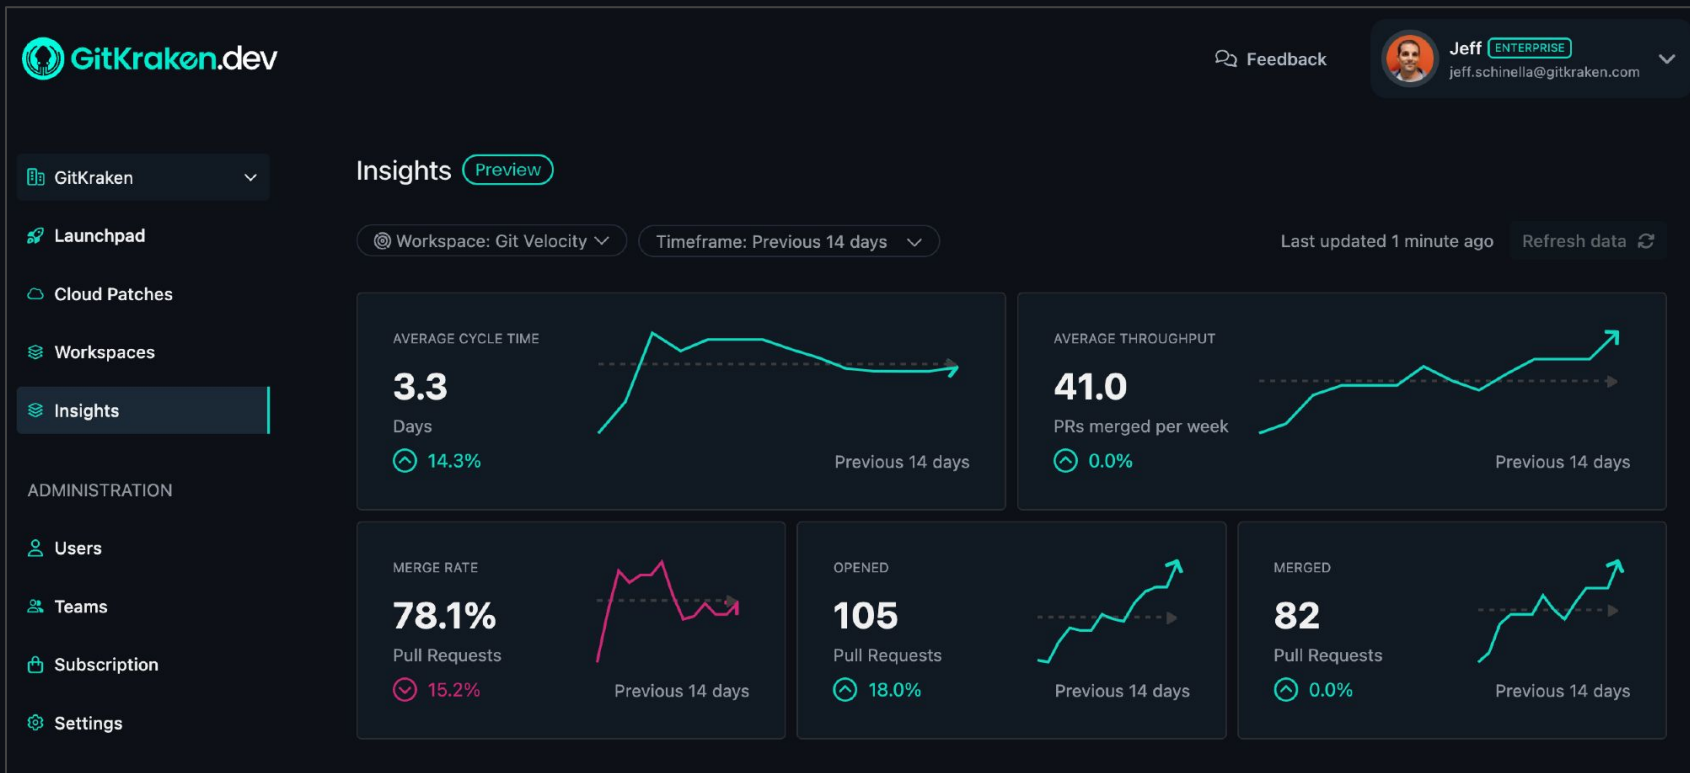 GitKraken.dev
Feedback
Jeff ENTERPRISE
jeff.schinella@gitkraken.com
GitKraken
Launchpad
Cloud Patches
Workspaces
Insights
ADMINISTRATION
Users
Teams
Subscription
Settings
Insights Preview
Workspace: Git Velocity
Timeframe: Previous 14 days
Last updated 1 minute ago
Refresh data
AVERAGE CYCLE TIME
3.3
Days
14.3%
Previous 14 days
AVERAGE THROUGHPUT
41.0
PRs merged per week
0.0%
Previous 14 days
MERGE RATE
78.1%
Pull Requests
15.2%
Previous 14 days
OPENED
105
Pull Requests
18.0%
Previous 14 days
MERGED
82
Pull Requests
0.0%
Previous 14 days